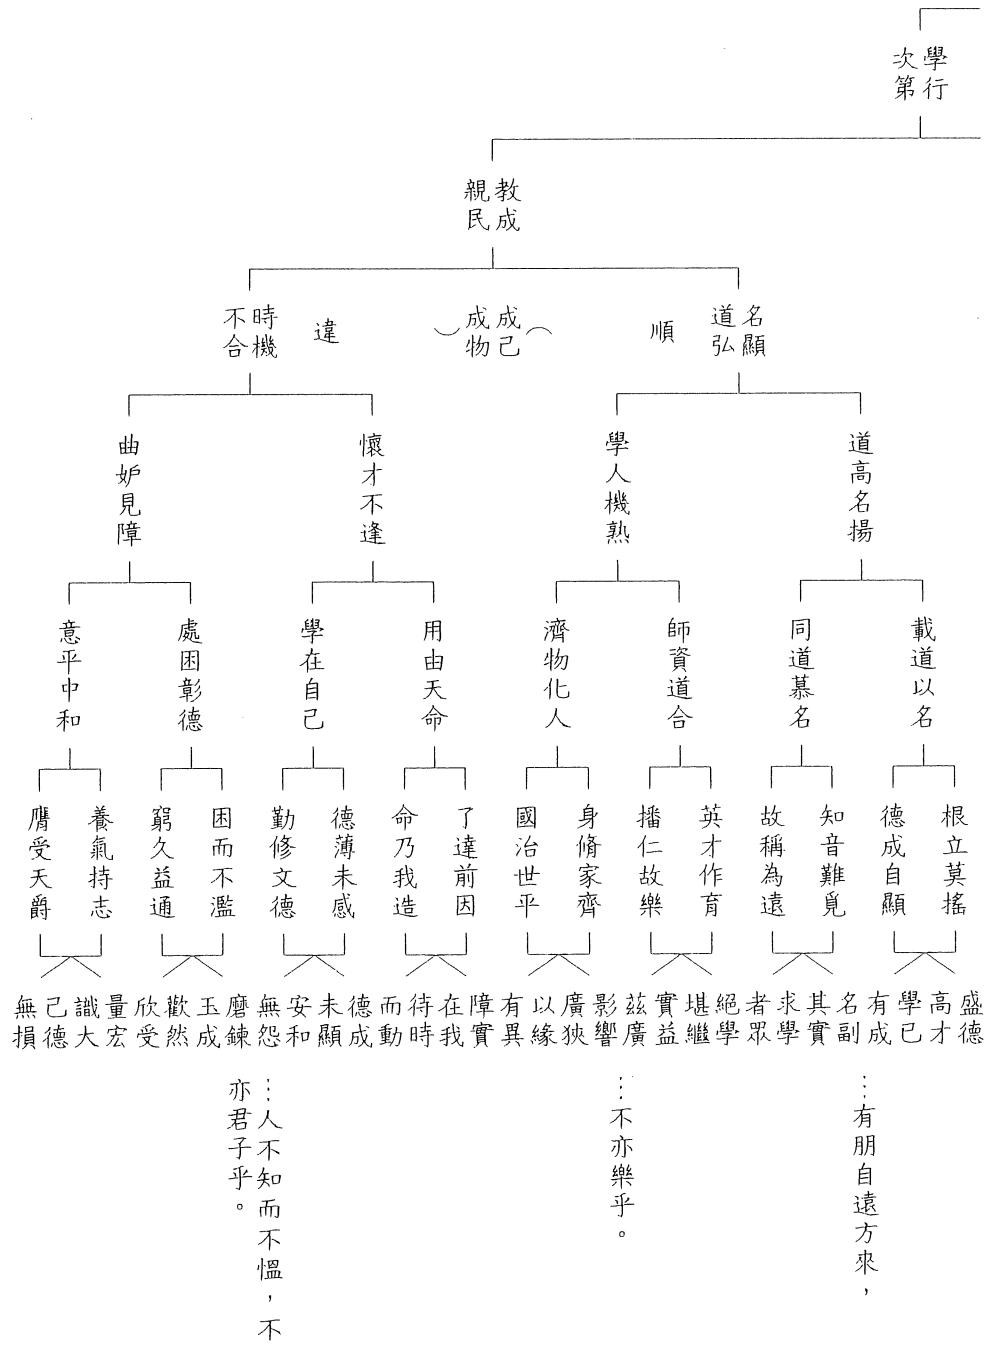 學行
次第
教成
親民
名顯
道弘
順
︵
成己
成物
︶
違
時機
不合
道高名揚
學人機熟
懷才不逢
曲妒見障
載道以名
同道慕名
師資道合
濟物化人
用由天命
學在自己
處困彰德
意平中和
根立莫搖
德成自顯
知音難覓
故稱為遠
英才作育
播仁故樂
身脩家齊
國治世平
了達前因
命乃我造
德薄未感
勤修文德
困而不濫
窮久益通
養氣持志
膺受天爵
盛德高才
學已有成
名副其實
求學者眾
絕學堪繼
實益茲廣
影響廣狹
以緣有異
障實在我
待時而動
德成未顯
安和無怨
磨鍊玉成
歡然欣受
量宏識大
己德無損
…有朋自遠方來，
…不亦樂乎。
…人不知而不慍，不
亦君子乎。